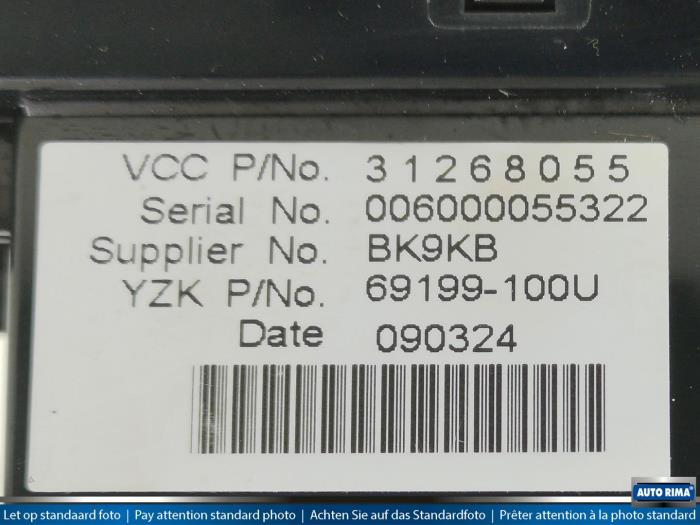 VCC P/No. 31268055
Serial No. 006000055322
Supplier No. BK9KB
YZK P/No. 69199-100U
Date 090324
AUTO RIMA
Let op standaard foto | Pay attention standard photo | Achten Sie auf das Standardfoto | Prêter attention à la photo standard